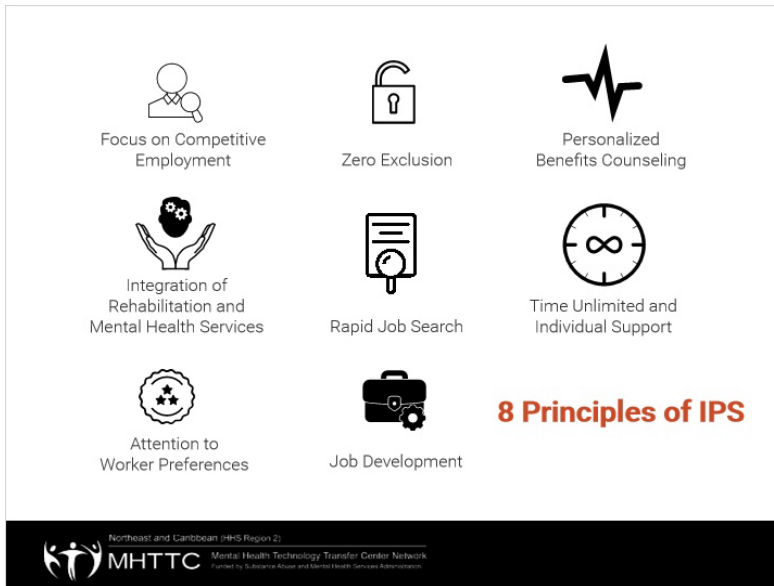 Focus on Competitive
Employment
Zero Exclusion
Personalized
Benefits Counseling
Integration of
Rehabilitation and
Mental Health Services
Rapid Job Search
Time Unlimited and
Individual Support
Attention to
Worker Preferences
Job Development
8 Principles of IPS
Northeast and Caribbean (HHS Region 2)
MHTTC
Mental Health Technology Transfer Center Network
Funded by Substance Abuse and Mental Health Services Administration